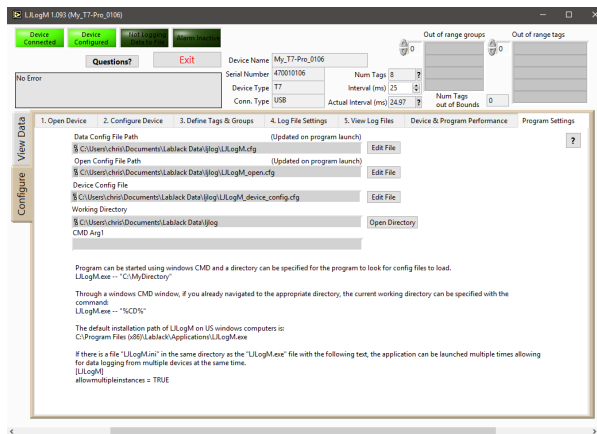 LJLogM 1.093 (My_T7-Pro_0106)
Device Connected
Device Configured
Not Logging Data to File
Alarm Inactive
Questions?
Exit
No Error
Device Name My_T7-Pro_0106
Serial Number 470010106
Device Type T7
Conn. Type USB
Num Tags 8 ?
Interval (ms) 25
Actual Interval (ms) 24.97 ?
Out of range groups
0
0
Num Tags out of Bounds 0
Out of range tags
View Data
Configure
1. Open Device
2. Configure Device
3. Define Tags & Groups
4. Log File Settings
5. View Log Files
Device & Program Performance
Program Settings
?
Data Config File Path (Updated on program launch)
C:\Users\chris\Documents\LabJack Data\ljlog\LJLogM.cfg Edit File
Open Config File Path (Updated on program launch)
C:\Users\chris\Documents\LabJack Data\ljlog\LJLogM_open.cfg Edit File
Device Config File
C:\Users\chris\Documents\LabJack Data\ljlog\LJLogM_device_config.cfg Edit File
Working Directory
C:\Users\chris\Documents\LabJack Data\ljlog Open Directory
CMD Arg1
Program can be started using windows CMD and a directory can be specified for the program to look for config files to load.
LJLogM.exe -- "C:\MyDirectory"
Through a windows CMD window, if you already navigated to the appropriate directory, the current working directory can be specified with the
command:
LJLogM.exe -- "%CD%"
The default installation path of LJLogM on US windows computers is:
C:\Program Files (x86)\LabJack\Applications\LJLogM.exe
If there is a file "LJLogM.ini" in the same directory as the "LJLogM.exe" file with the following text, the application can be launched multiple times allowing
for data logging from multiple devices at the same time.
[LJLogM]
allowmultipleinstances = TRUE